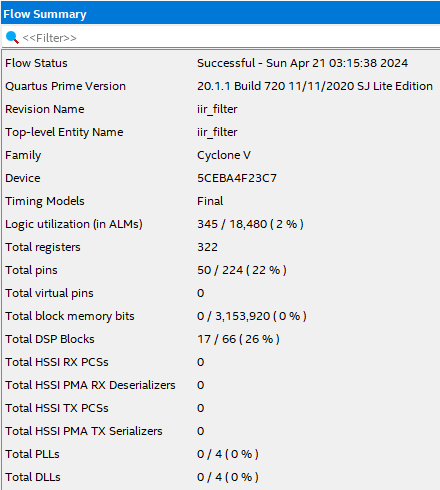 Flow Summary
<<Filter>>
Flow Status Successful - Sun Apr 21 03:15:38 2024
Quartus Prime Version 20.1.1 Build 720 11/11/2020 SJ Lite Edition
Revision Name iir_filter
Top-level Entity Name iir_filter
Family Cyclone V
Device 5CEBA4F23C7
Timing Models Final
Logic utilization (in ALMs) 345 / 18,480 ( 2 % )
Total registers 322
Total pins 50 / 224 ( 22 % )
Total virtual pins 0
Total block memory bits 0 / 3,153,920 ( 0 % )
Total DSP Blocks 17 / 66 ( 26 % )
Total HSSI RX PCSs 0
Total HSSI PMA RX Deserializers 0
Total HSSI TX PCSs 0
Total HSSI PMA TX Serializers 0
Total PLLs 0 / 4 ( 0 % )
Total DLLs 0 / 4 ( 0 % )